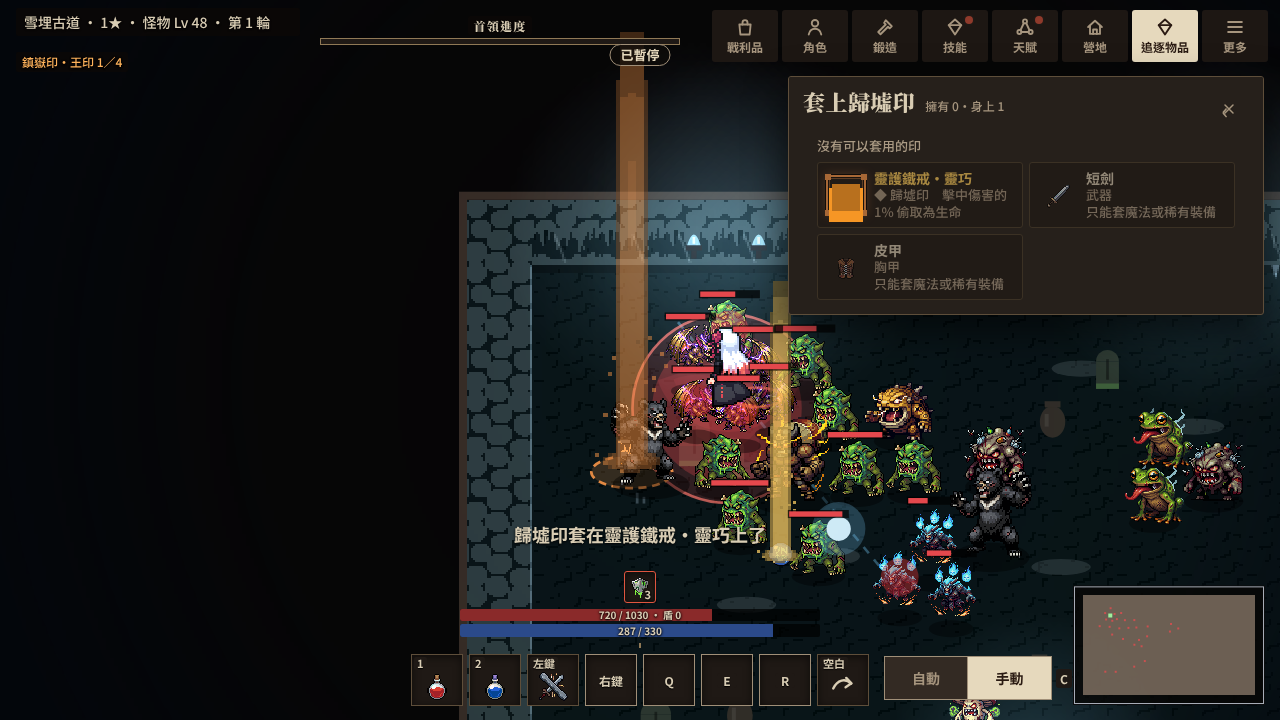 雪埋古道 · 1★ · 怪物 Lv 48 · 第 1 輪
鎮嶽印·王印 1／4
首領進度
已暫停
戰利品
角色
鍛造
技能
天賦
營地
追逐物品
更多
套上歸墟印 擁有 0·身上 1
沒有可以套用的印
靈護鐵戒·靈巧
◆ 歸墟印 擊中傷害的
1% 偷取為生命
短劍
武器
只能套魔法或稀有裝備
皮甲
胸甲
只能套魔法或稀有裝備
歸墟印套在靈護鐵戒·靈巧上了
3
720 / 1030 · 盾 0
287 / 330
1
2
左鍵
右鍵
Q
E
R
空白
自動
手動
C